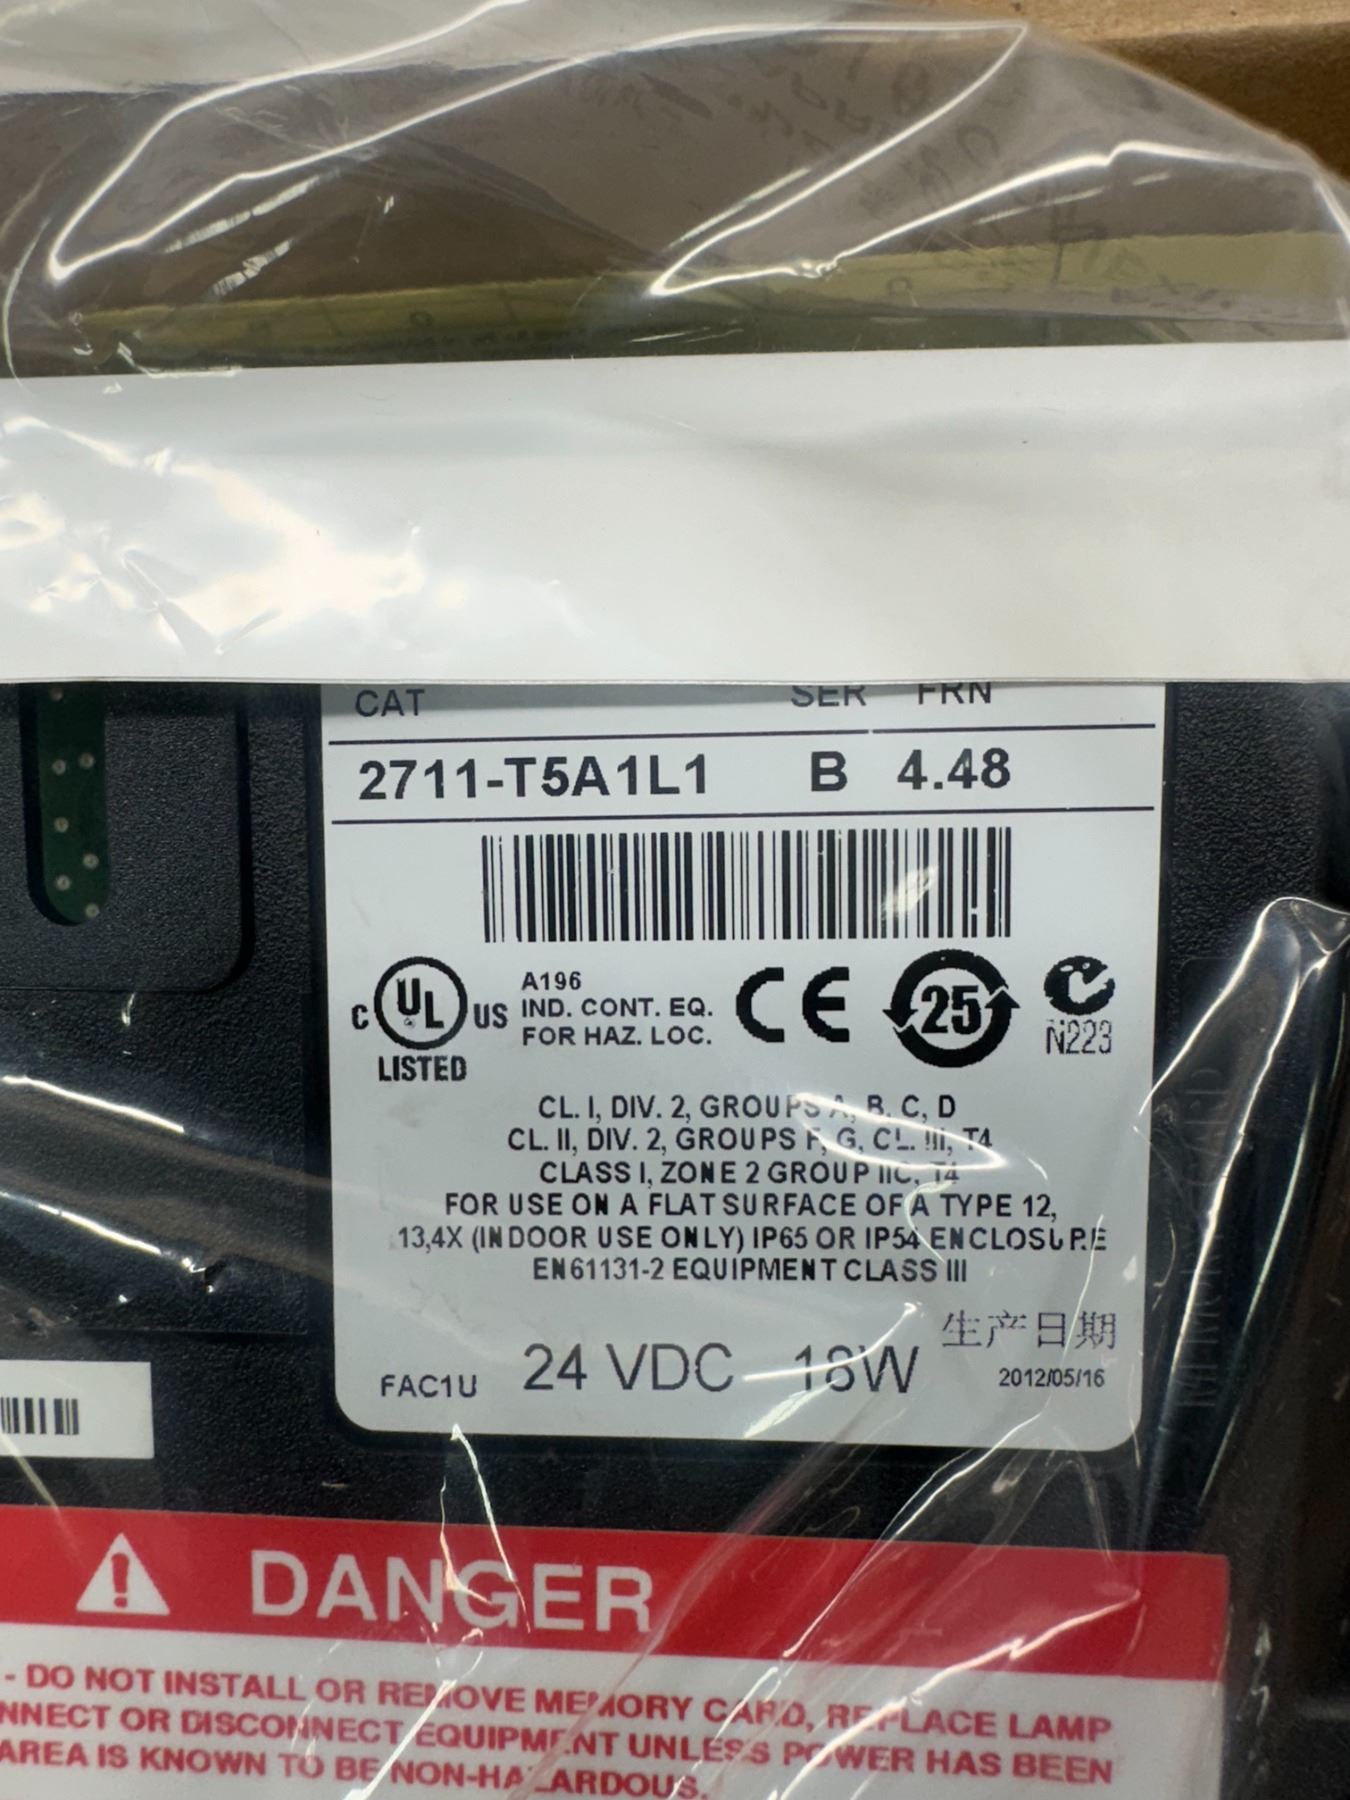 CAT SER FRN
2711-T5A1L1 B 4.48
C UL US
LISTED
A196
IND. CONT. EQ.
FOR HAZ. LOC.
CE
25
N223
CL. I, DIV. 2, GROUPS A, B, C, D
CL. II, DIV. 2, GROUPS F, G, CL. III, T4
CLASS I, ZONE 2 GROUP IIC, T4
FOR USE ON A FLAT SURFACE OF A TYPE 12,
13,4X (INDOOR USE ONLY) IP65 OR IP54 ENCLOSURE
EN61131-2 EQUIPMENT CLASS III
FAC1U 24 VDC 18W
生产日期
2012/05/16
DANGER
- DO NOT INSTALL OR REMOVE MEMORY CARD, REPLACE LAMP
NNECT OR DISCONNECT EQUIPMENT UNLESS POWER HAS BEEN
AREA IS KNOWN TO BE NON-HAZARDOUS.